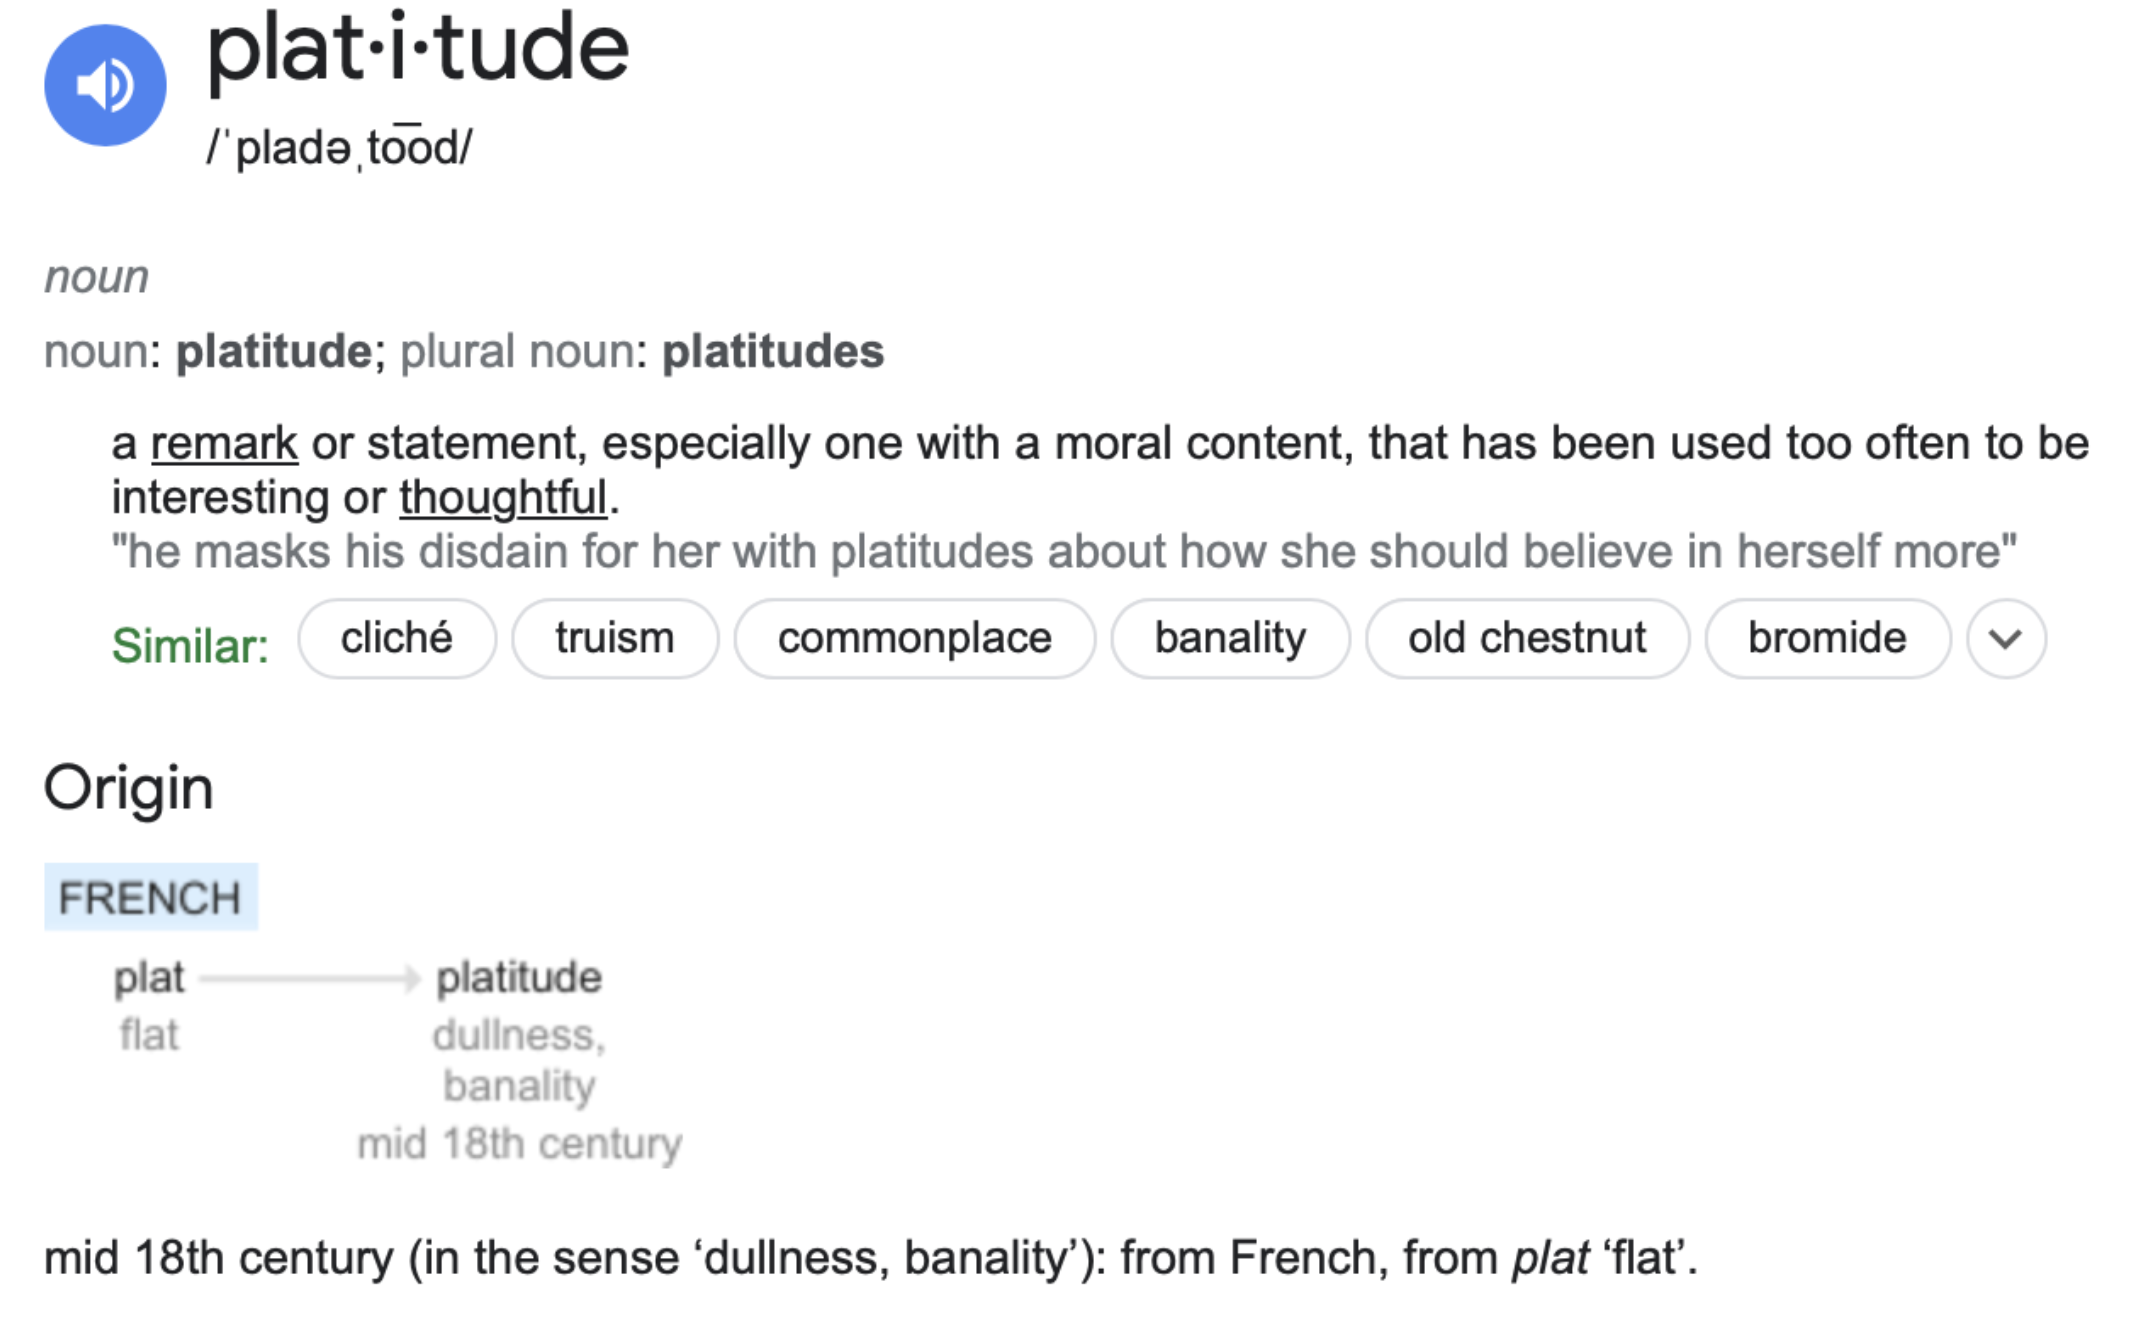 plat·i·tude
/ˈpladəˌto͞od/
noun
noun: platitude; plural noun: platitudes
a remark or statement, especially one with a moral content, that has been used too often to be
interesting or thoughtful.
"he masks his disdain for her with platitudes about how she should believe in herself more"
Similar: cliché truism commonplace banality old chestnut bromide
Origin
FRENCH
plat platitude
flat dullness,
banality
mid 18th century
mid 18th century (in the sense ‘dullness, banality’): from French, from plat ‘flat’.